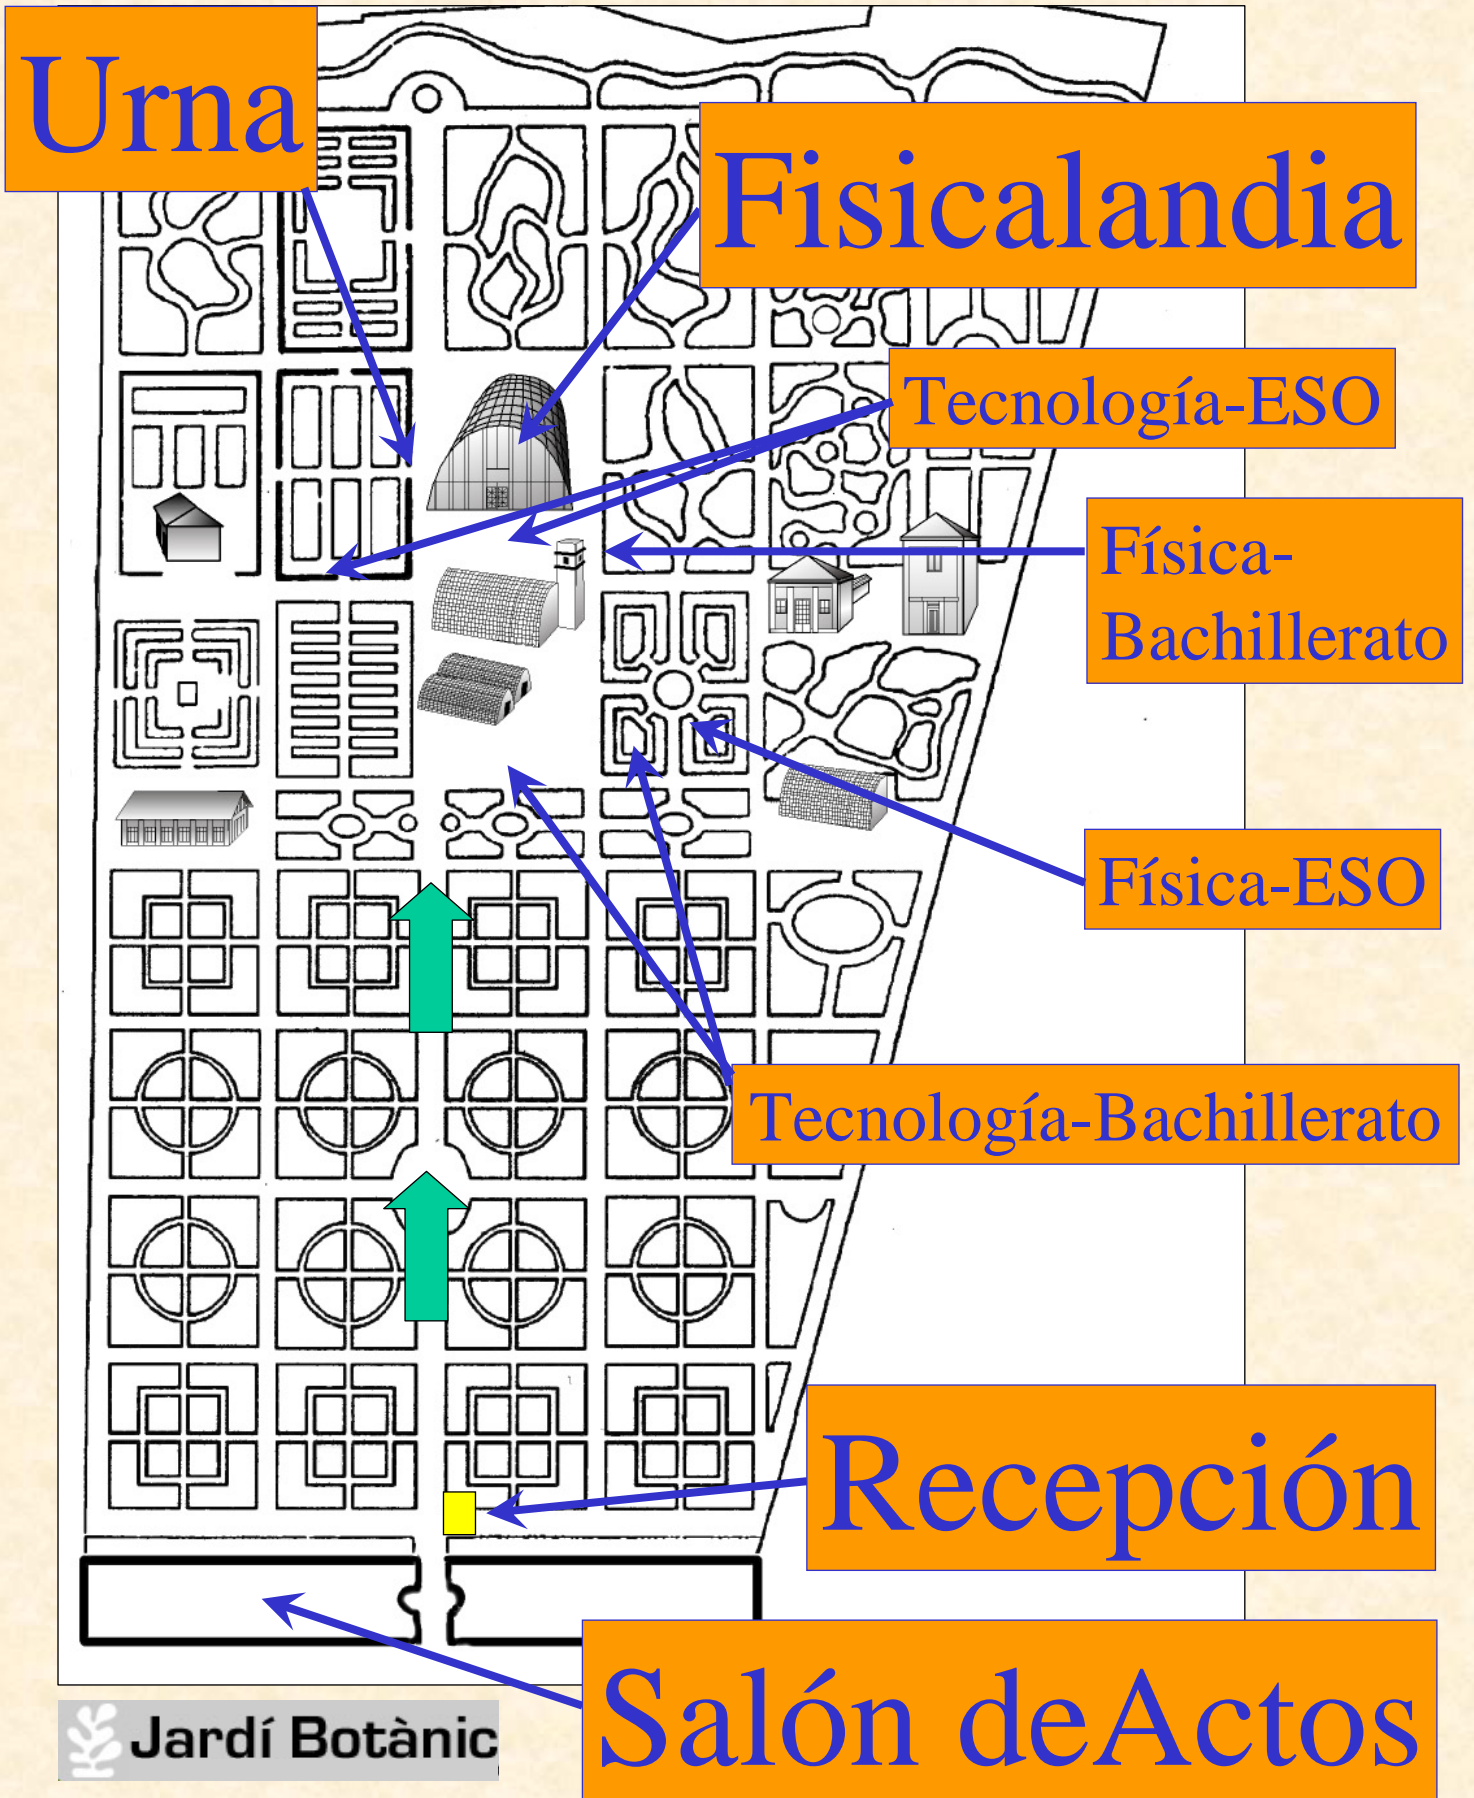 Urna
Fisicalandia
Tecnología-ESO
Física-
Bachillerato
Física-ESO
Tecnología-Bachillerato
Recepción
Salón deActos
Jardí Botànic